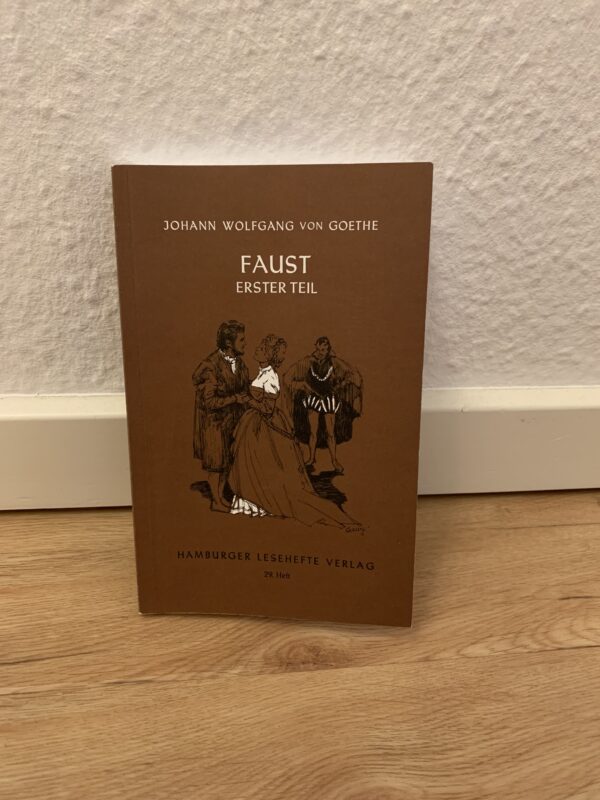 JOHANN WOLFGANG VON GOETHE
FAUST
ERSTER TEIL
HAMBURGER LESEHEFTE VERLAG
29. Heft